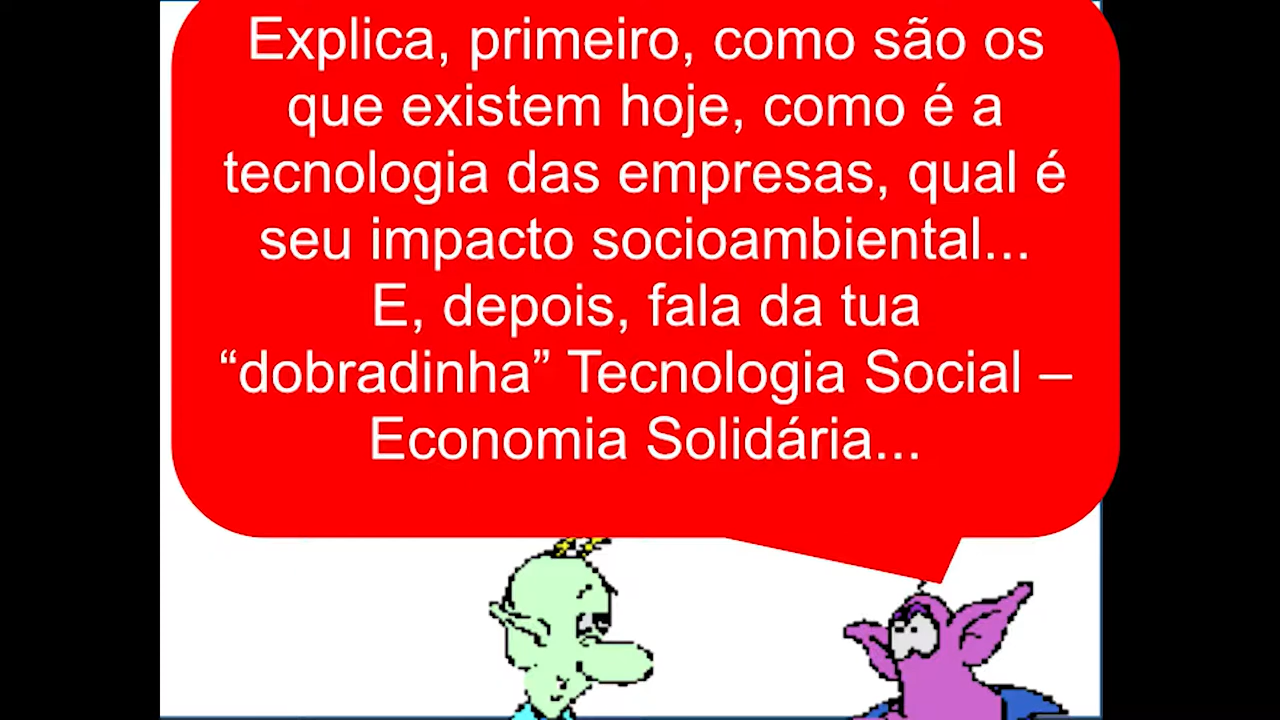 Explica, primeiro, como são os
que existem hoje, como é a
tecnologia das empresas, qual é
seu impacto socioambiental...
E, depois, fala da tua
“dobradinha” Tecnologia Social –
Economia Solidária...